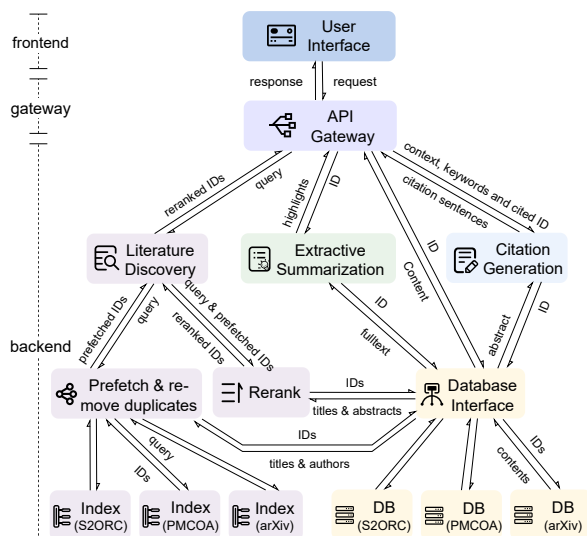 frontend
User
Interface
response
request
gateway
API
Gateway
reranked IDs
query
highlights
ID
context, keywords and cited ID
citation sentences
Literature
Discovery
Extractive
Summarization
ID
Content
Citation
Generation
prefetched IDs
query
query & prefetched IDs
reranked IDs
ID
fulltext
abstract
ID
backend
Prefetch & re-
move duplicates
Rerank
IDs
titles & abstracts
Database
Interface
IDs
titles & authors
query
IDs
IDs
contents
Index
(S2ORC)
Index
(PMCOA)
Index
(arXiv)
DB
(S2ORC)
DB
(PMCOA)
DB
(arXiv)